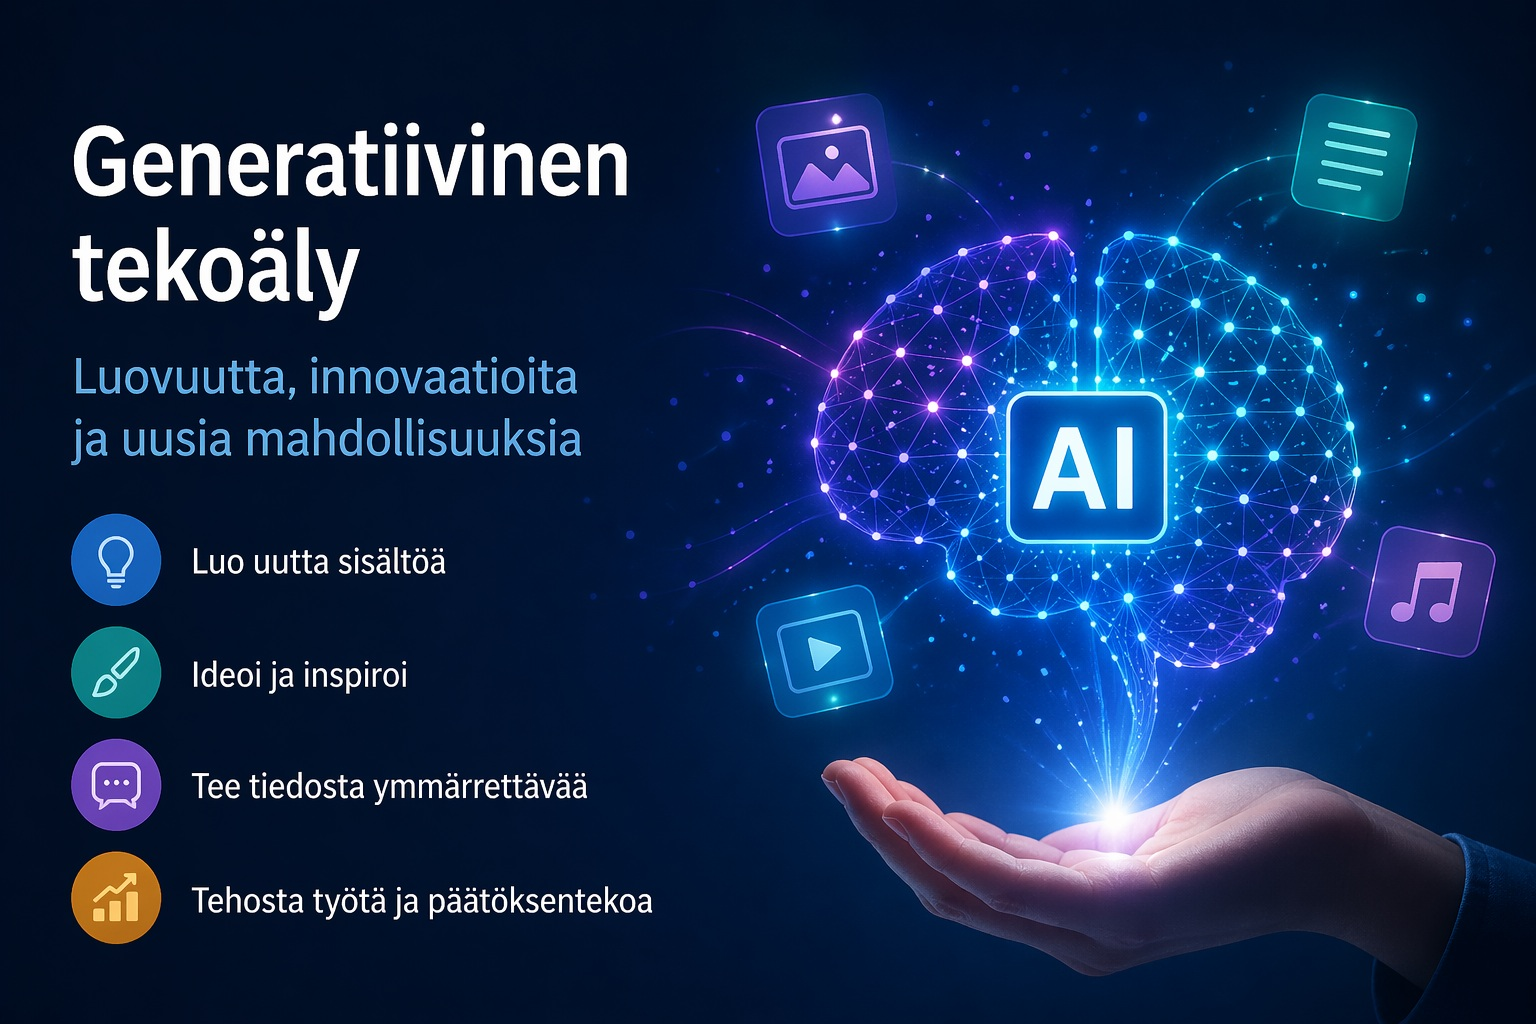 Generatiivinen
tekoäly
Luovuutta, innovaatioita
ja uusia mahdollisuuksia
Luo uutta sisältöä
Ideoi ja inspiroi
Tee tiedosta ymmärrettävää
Tehosta työtä ja päätöksentekoa
AI